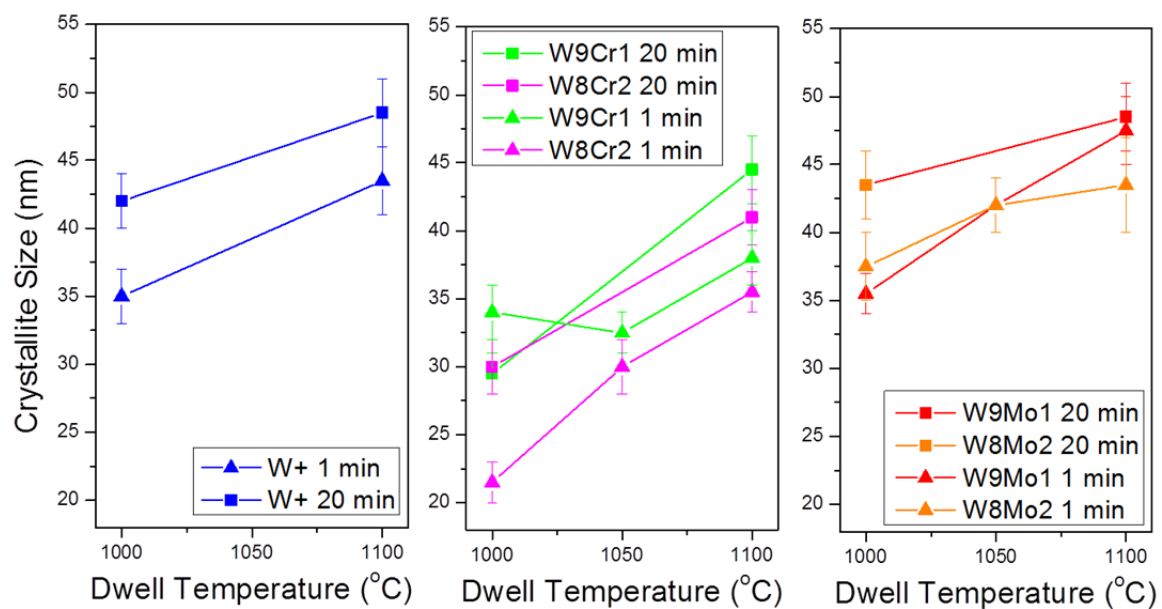 Crystallite Size (nm)
55
50
45
40
35
30
25
20
W+ 1 min
W+ 20 min
1000
1050
1100
Dwell Temperature (°C)
55
50
45
40
35
30
25
20
W9Cr1 20 min
W8Cr2 20 min
W9Cr1 1 min
W8Cr2 1 min
1000
1050
1100
Dwell Temperature (°C)
55
50
45
40
35
30
25
20
W9Mo1 20 min
W8Mo2 20 min
W9Mo1 1 min
W8Mo2 1 min
1000
1050
1100
Dwell Temperature (°C)